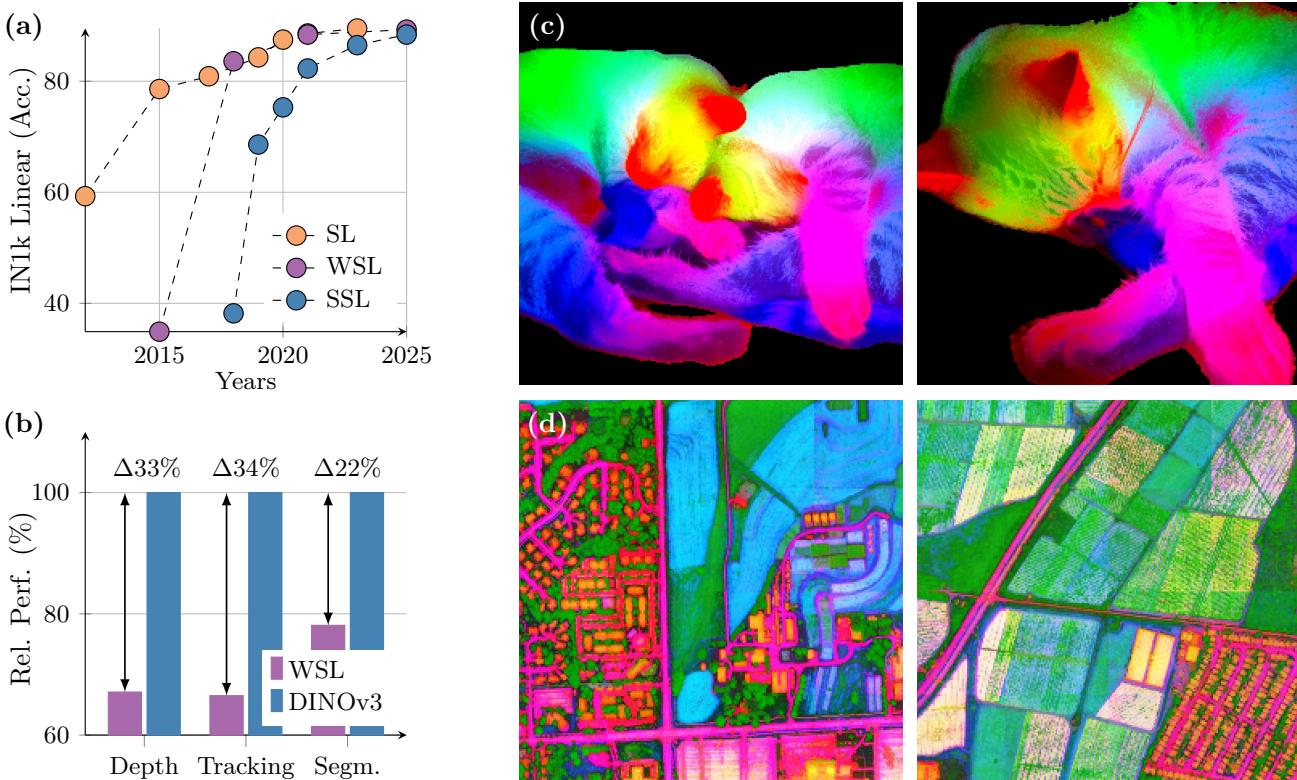 (a)
IN1k Linear (Acc.)
80
60
40
SL
WSL
SSL
2015
2020
2025
Years
(b)
Rel. Perf. (%)
Δ33%
Δ34%
Δ22%
100
80
60
WSL
DINOv3
Depth
Tracking
Segm.
(c)
(d)